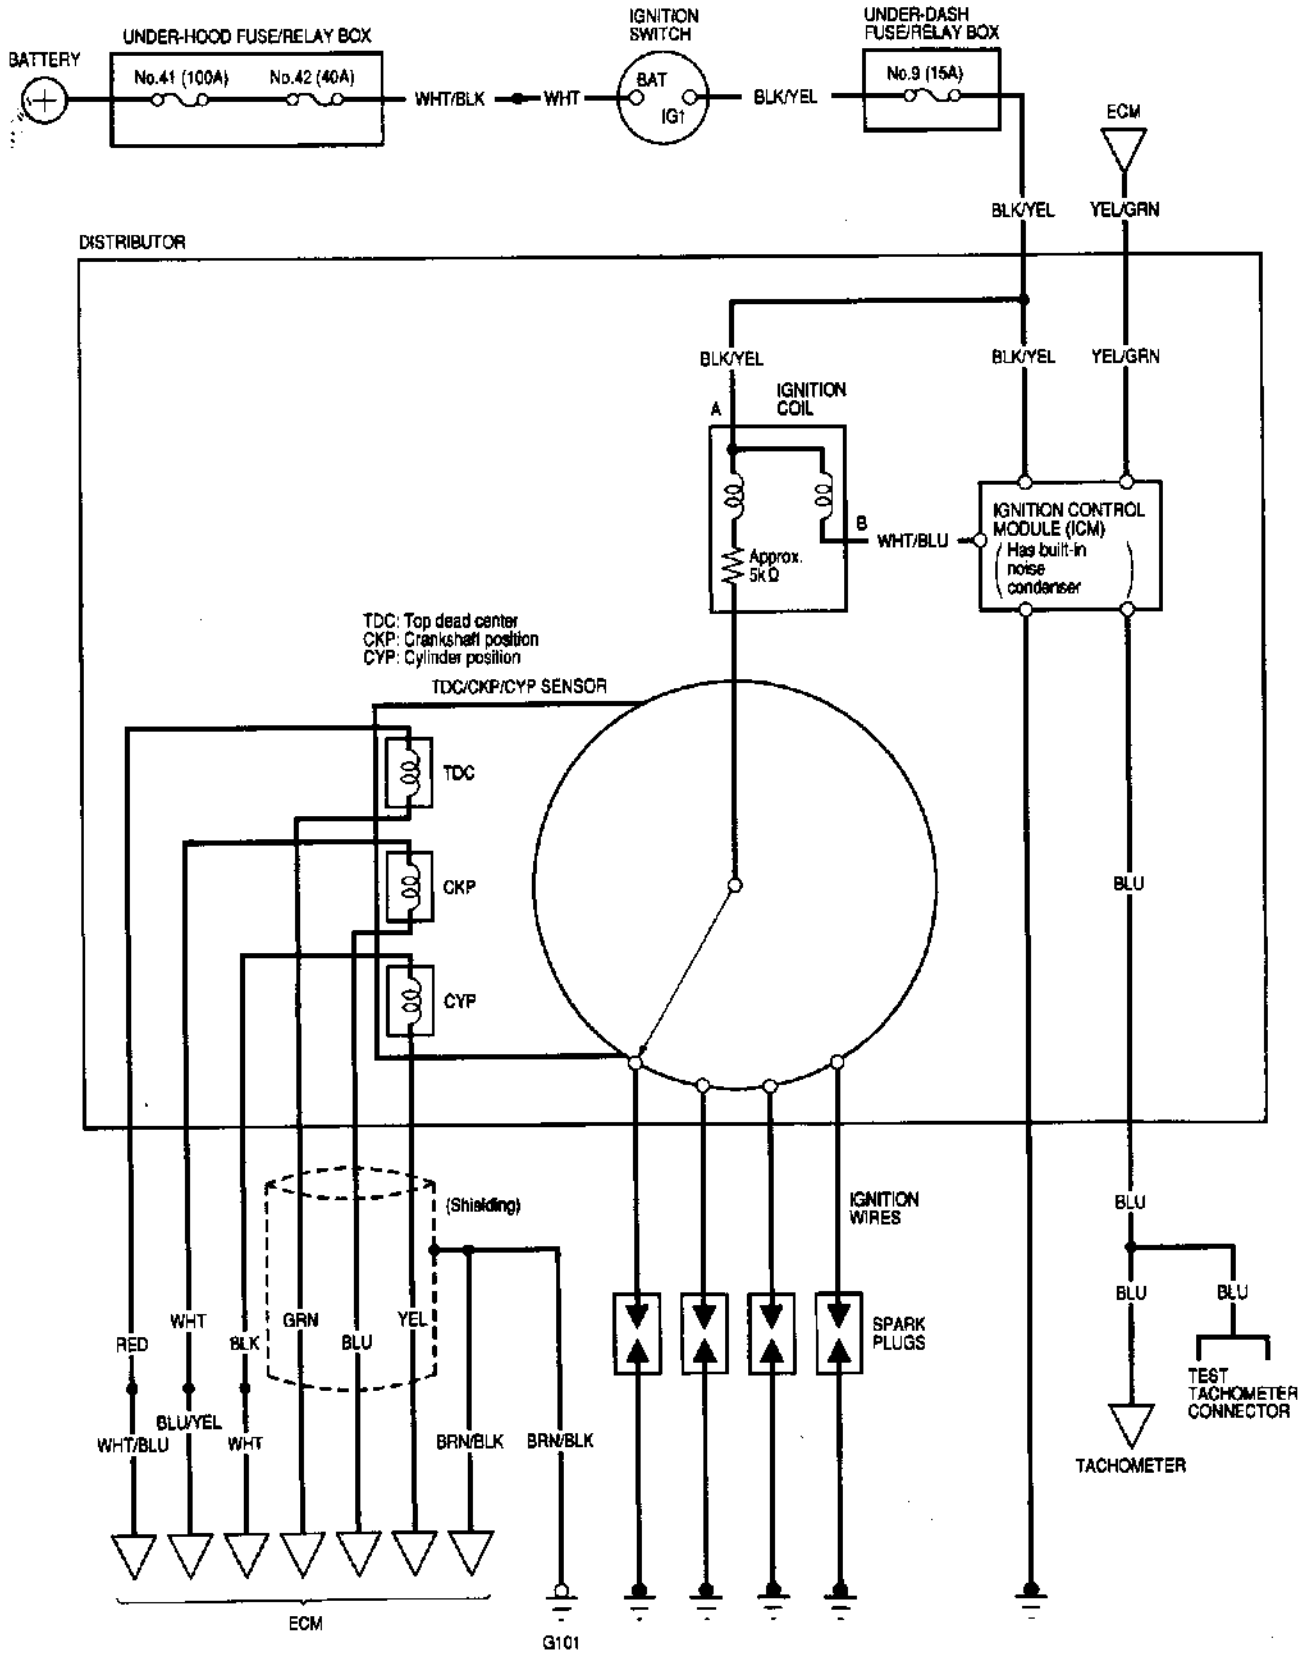 IGNITION
SWITCH
UNDER-DASH
FUSE/RELAY BOX
UNDER-HOOD FUSE/RELAY BOX
BATTERY
No.41 (100A)
No.42 (40A)
BAT
IG1
No.9 (15A)
WHT/BLK
WHT
BLK/YEL
ECM
BLK/YEL
YEL/GRN
DISTRIBUTOR
BLK/YEL
BLK/YEL
YEL/GRN
IGNITION
COIL
A
B
WHT/BLU
IGNITION CONTROL
MODULE (ICM)
(Has built-in
noise
condenser)
Approx.
5kΩ
TDC: Top dead center
CKP: Crankshaft position
CYP: Cylinder position
TDC/CKP/CYP SENSOR
TDC
CKP
BLU
CYP
(Shielding)
IGNITION
WIRES
BLU
BLU
BLU
RED
WHT
BLK
GRN
BLU
YEL
SPARK
PLUGS
TEST
TACHOMETER
CONNECTOR
WHT/BLU
BLU/YEL
WHT
BRN/BLK
BRN/BLK
TACHOMETER
ECM
G101